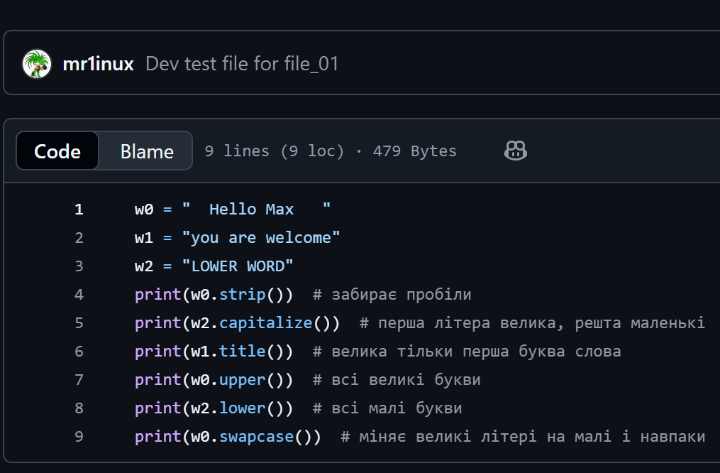 mr1inux Dev test file for file_01
Code Blame 9 lines (9 loc) · 479 Bytes
1 w0 = "  Hello Max   "
2 w1 = "you are welcome"
3 w2 = "LOWER WORD"
4 print(w0.strip())  # забирає пробіли
5 print(w2.capitalize())  # перша літера велика, решта маленькі
6 print(w1.title())  # велика тільки перша буква слова
7 print(w0.upper())  # всі великі букви
8 print(w2.lower())  # всі малі букви
9 print(w0.swapcase())  # міняє великі літері на малі і навпаки